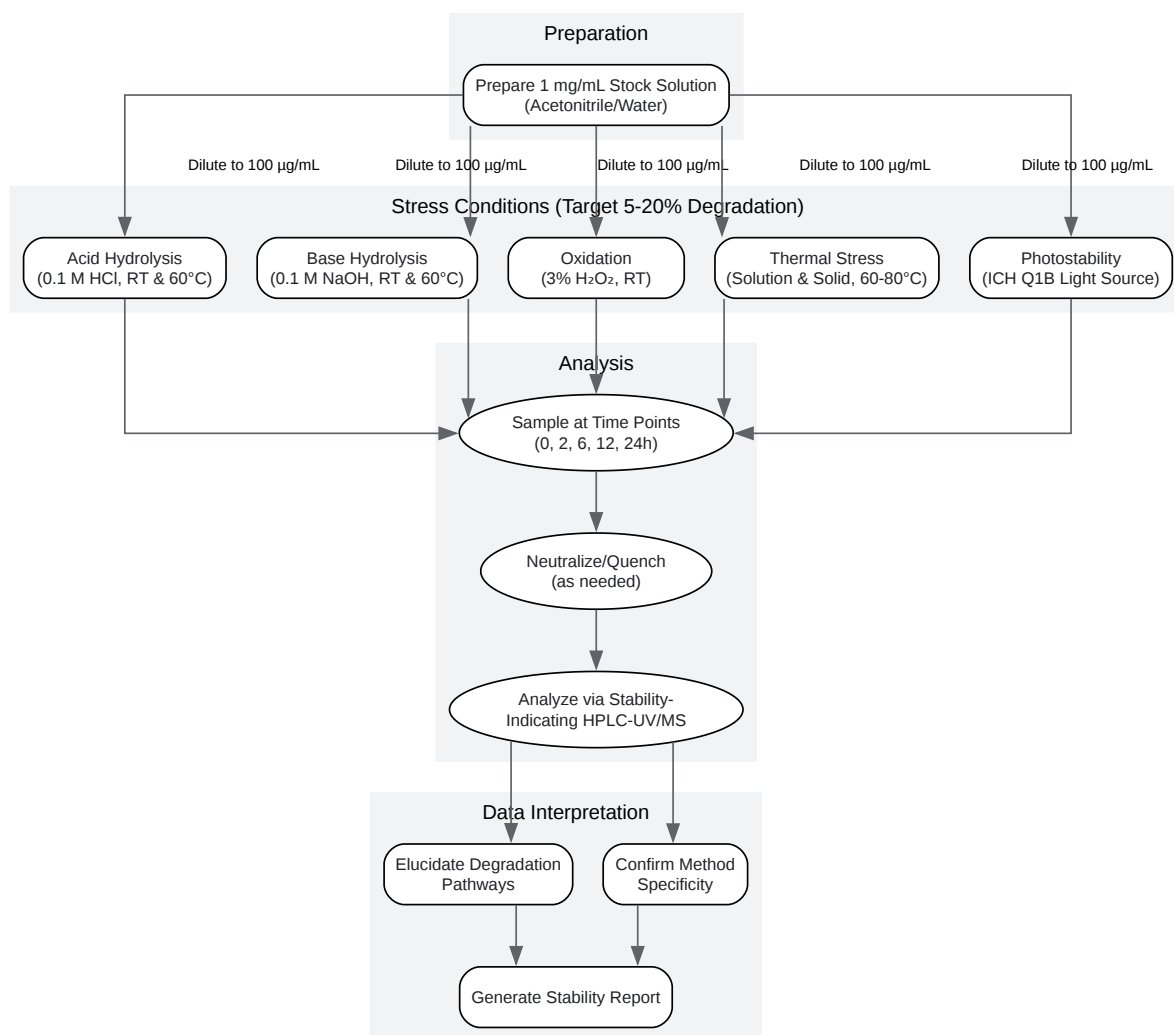 Preparation
Prepare 1 mg/mL Stock Solution
(Acetonitrile/Water)
Dilute to 100 µg/mL
Dilute to 100 µg/mL
Dilute to 100 µg/mL
Dilute to 100 µg/mL
Dilute to 100 µg/mL
Stress Conditions (Target 5-20% Degradation)
Acid Hydrolysis
(0.1 M HCl, RT & 60°C)
Base Hydrolysis
(0.1 M NaOH, RT & 60°C)
Oxidation
(3% H₂O₂, RT)
Thermal Stress
(Solution & Solid, 60-80°C)
Photostability
(ICH Q1B Light Source)
Analysis
Sample at Time Points
(0, 2, 6, 12, 24h)
Neutralize/Quench
(as needed)
Analyze via Stability-
Indicating HPLC-UV/MS
Data Interpretation
Elucidate Degradation
Pathways
Confirm Method
Specificity
Generate Stability Report